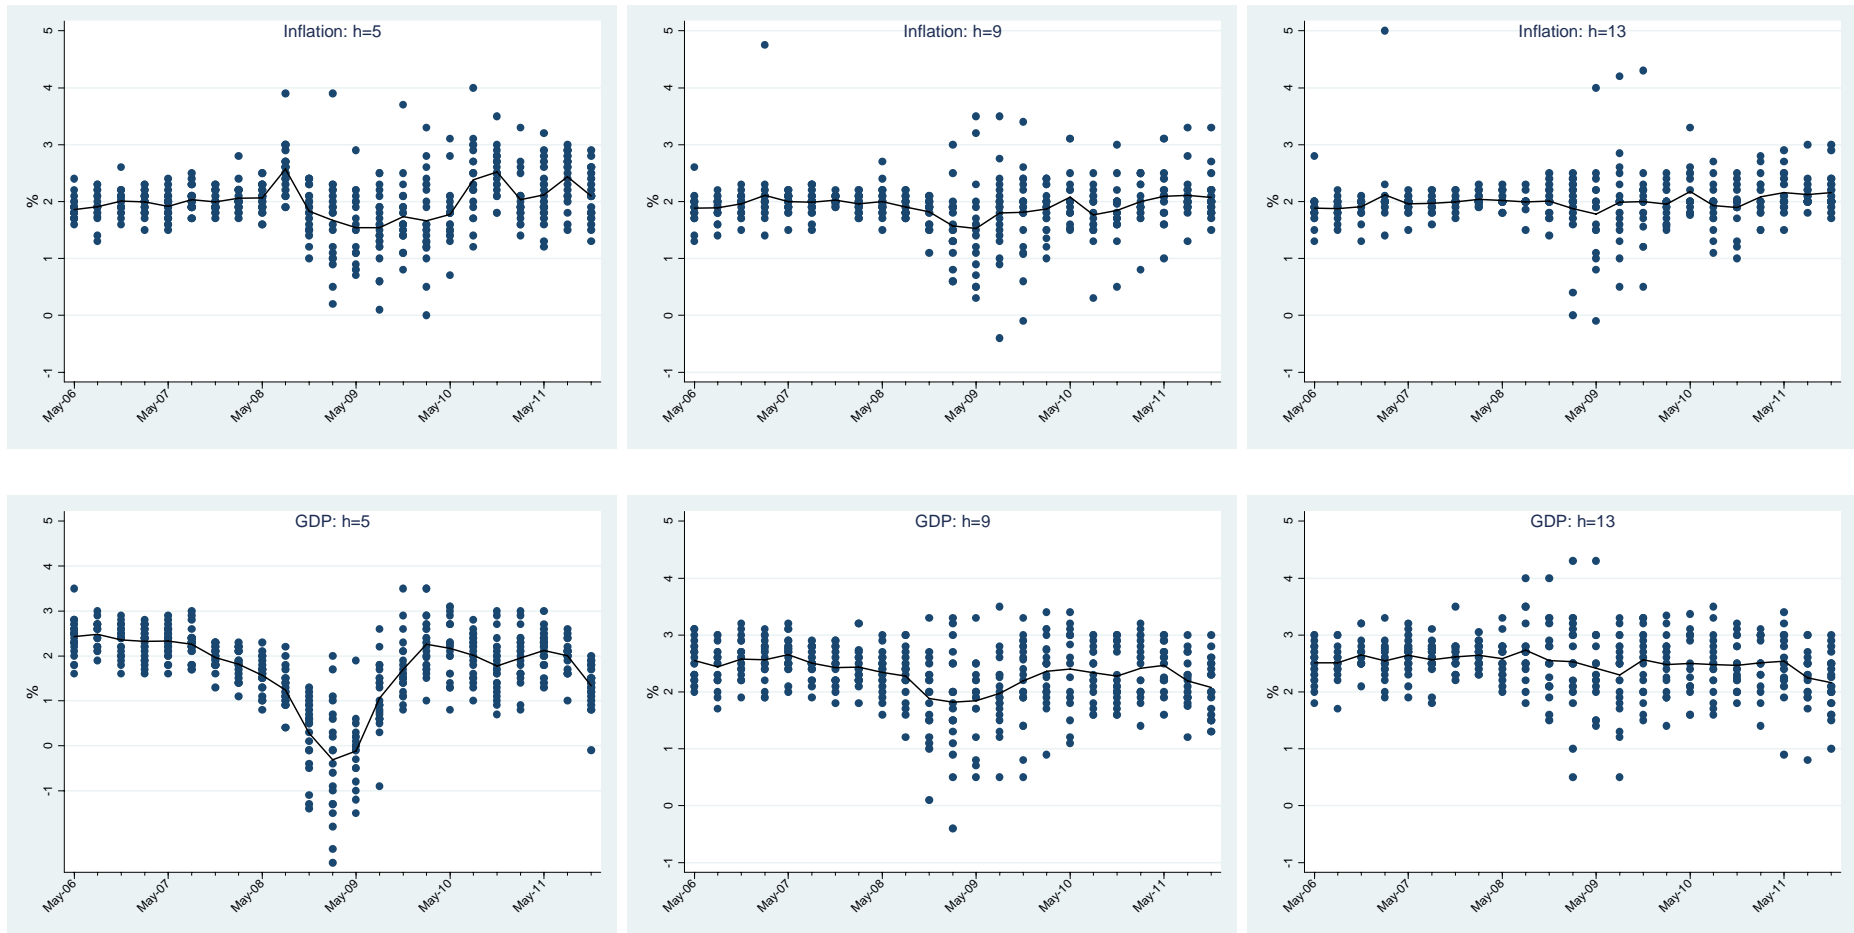 Inflation: h=5
5
4
3
2
1
0
-1
%
May-06
May-07
May-08
May-09
May-10
May-11
Inflation: h=9
5
4
3
2
1
0
-1
%
May-06
May-07
May-08
May-09
May-10
May-11
Inflation: h=13
5
4
3
2
1
0
-1
%
May-06
May-07
May-08
May-09
May-10
May-11
GDP: h=5
5
4
3
2
1
0
-1
%
May-06
May-07
May-08
May-09
May-10
May-11
GDP: h=9
5
4
3
2
1
0
-1
%
May-06
May-07
May-08
May-09
May-10
May-11
GDP: h=13
5
4
3
2
1
0
-1
%
May-06
May-07
May-08
May-09
May-10
May-11